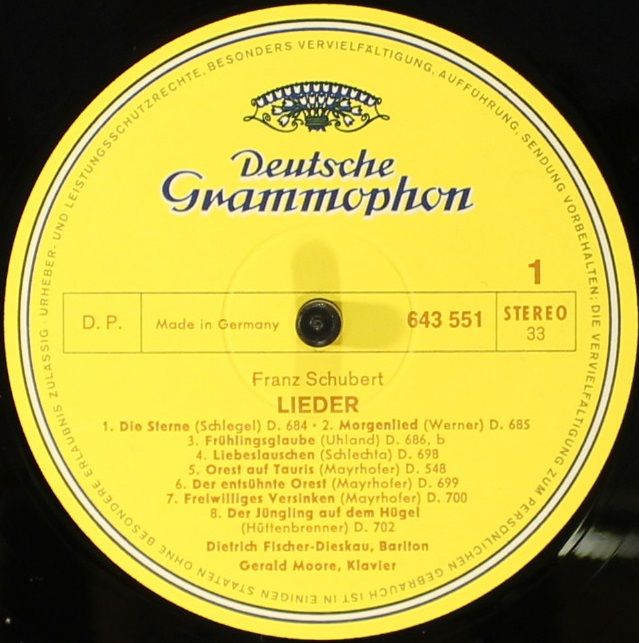 URHEBER- UND LEISTUNGSSCHUTZRECHTE, BESONDERS VERVIELFÄLTIGUNG, AUFFÜHRUNG, SENDUNG VORBEHALTEN; DIE VERVIELFÄLTIGUNG ZUM PERSÖNLICHEN GEBRAUCH IST IN EINIGEN STAATEN OHNE BESONDERE ERLAUBNIS ZULÄSSIG ·
Deutsche
Grammophon
1
D. P.
Made in Germany
643 551
STEREO
33
Franz Schubert
LIEDER
1. Die Sterne (Schlegel) D. 684 · 2. Morgenlied (Werner) D. 685
3. Frühlingsglaube (Uhland) D. 686, b
4. Liebeslauschen (Schlechta) D. 698
5. Orest auf Tauris (Mayrhofer) D. 548
6. Der entsühnte Orest (Mayrhofer) D. 699
7. Freiwilliges Versinken (Mayrhofer) D. 700
8. Der Jüngling auf dem Hügel
(Hüttenbrenner) D. 702
Dietrich Fischer-Dieskau, Bariton
Gerald Moore, Klavier